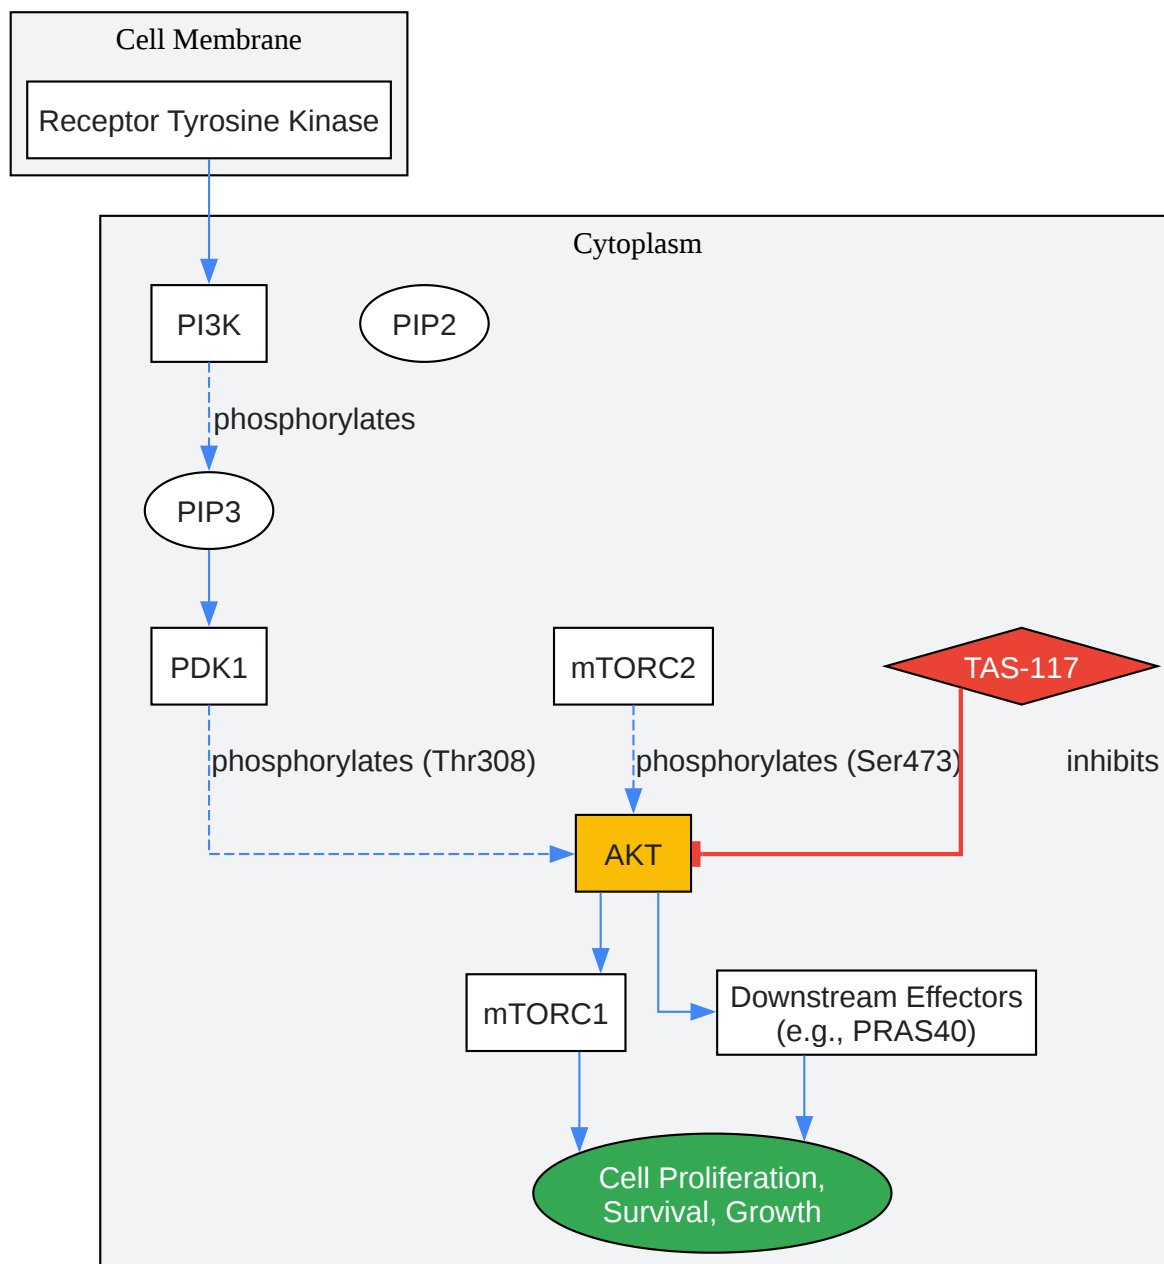 Cell Membrane
Receptor Tyrosine Kinase
Cytoplasm
PI3K
PIP2
phosphorylates
PIP3
PDK1
mTORC2
TAS-117
phosphorylates (Thr308)
phosphorylates (Ser473)
inhibits
AKT
mTORC1
Downstream Effectors
(e.g., PRAS40)
Cell Proliferation,
Survival, Growth